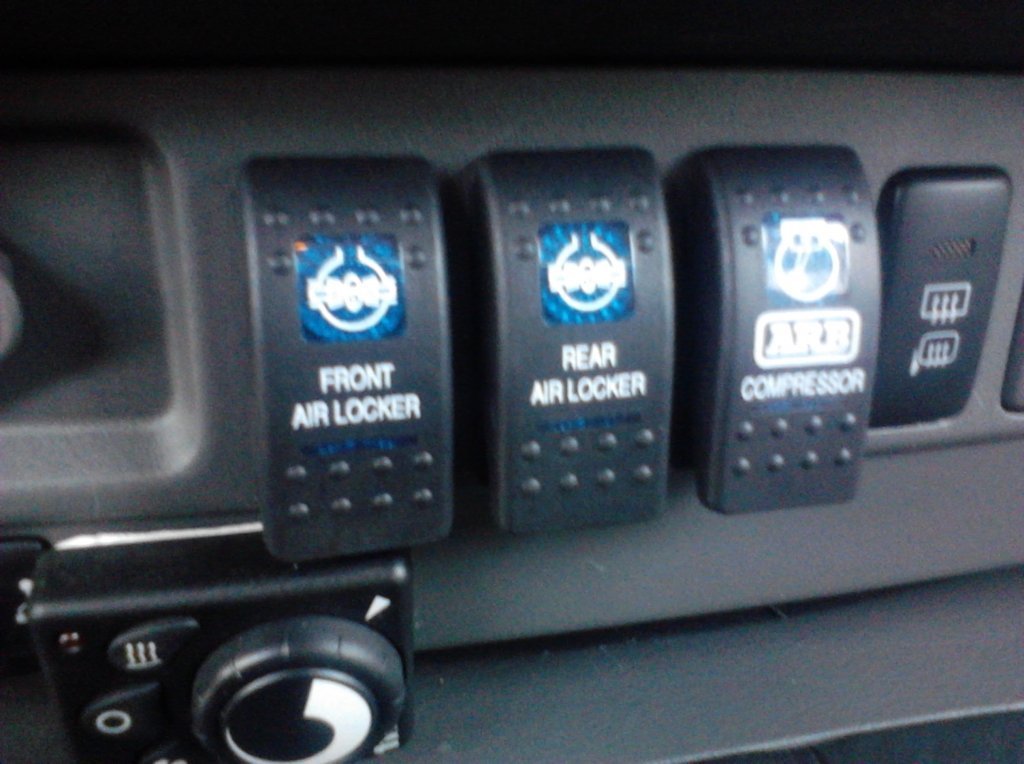 FRONT
AIR LOCKER
REAR
AIR LOCKER
ARB
COMPRESSOR